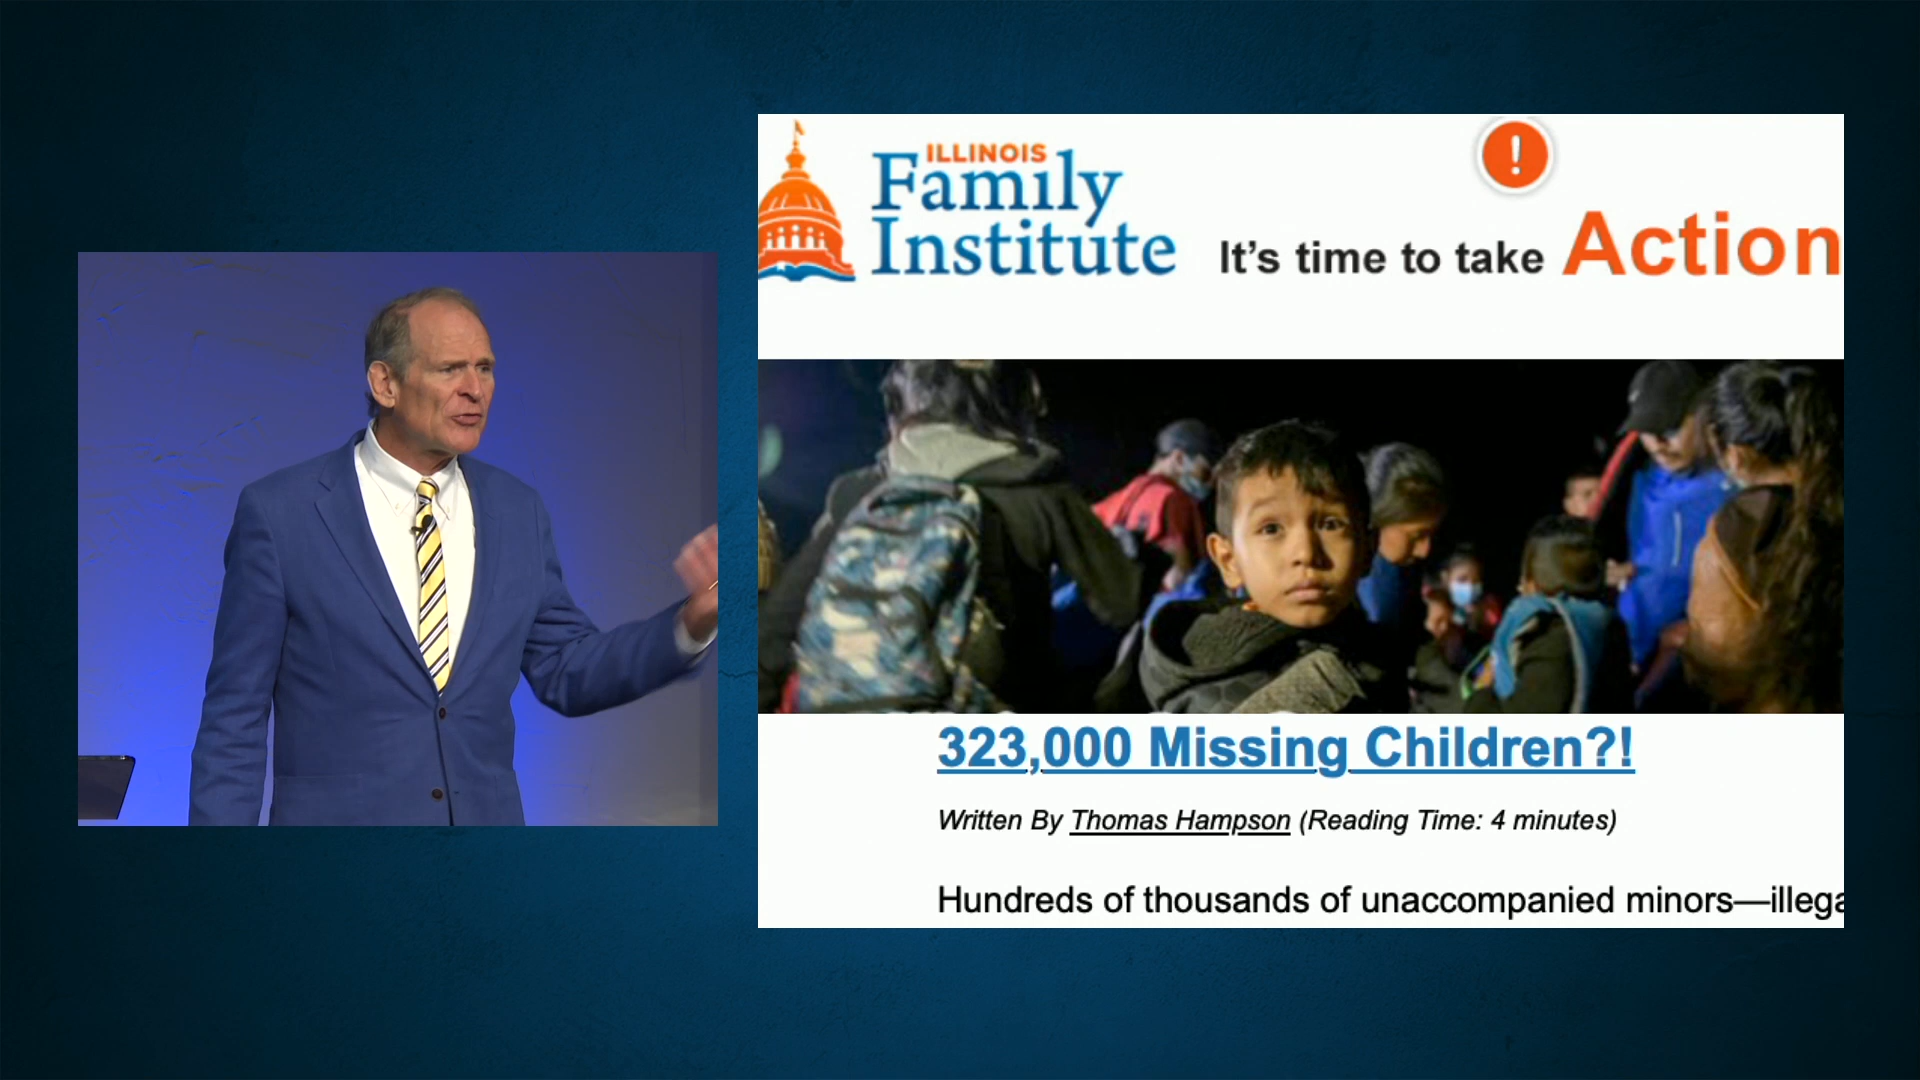 ILLINOIS
Family
Institute
!
It's time to take Action
323,000 Missing Children?!
Written By Thomas Hampson (Reading Time: 4 minutes)
Hundreds of thousands of unaccompanied minors—illega